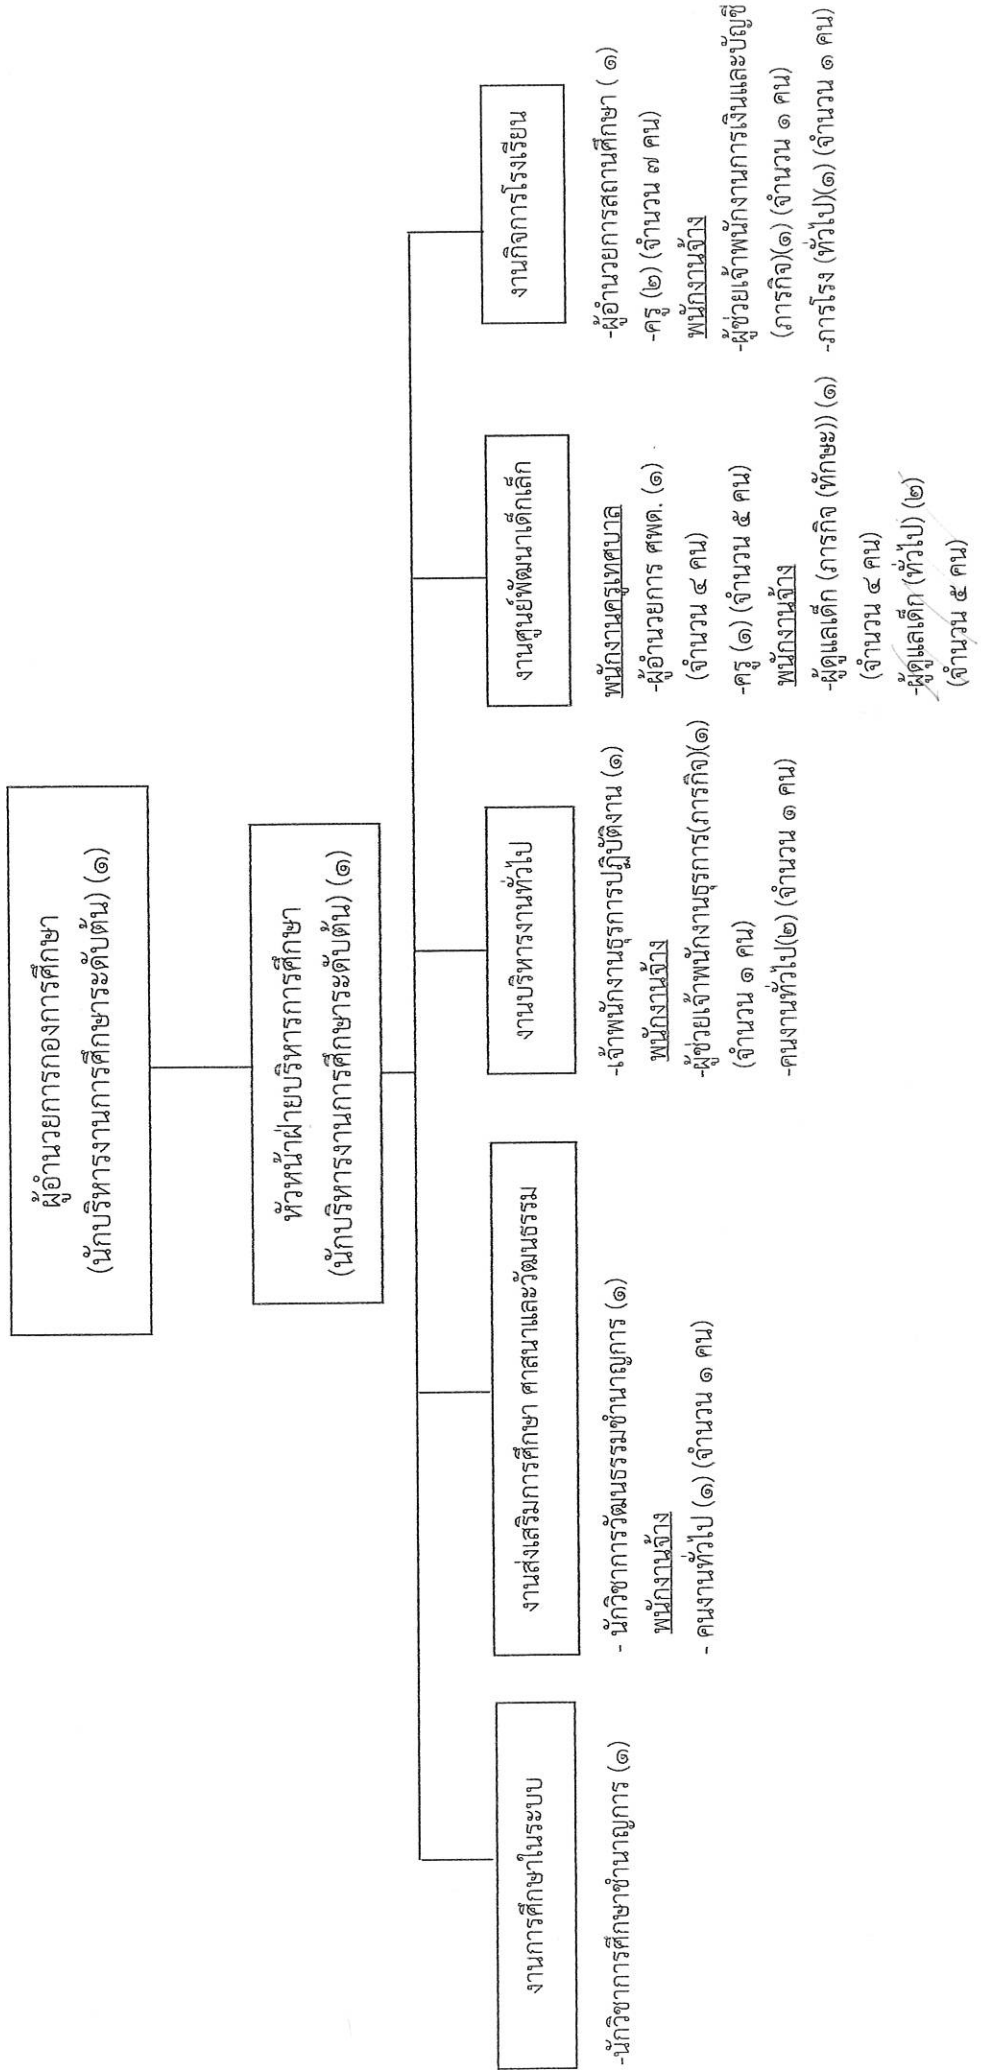 ผู้อำนวยการกองการศึกษา
(นักบริหารงานการศึกษาระดับต้น) (๑)
หัวหน้าฝ่ายบริหารการศึกษา
(นักบริหารงานการศึกษาระดับต้น) (๑)
งานการศึกษาในระบบ
-นักวิชาการศึกษาชำนาญการ (๑)
งานส่งเสริมการศึกษา ศาสนาและวัฒนธรรม
- นักวิชาการวัฒนธรรมชำนาญการ (๑)
พนักงานจ้าง
- คนงานทั่วไป (๑) (จำนวน ๑ คน)
งานบริหารงานทั่วไป
-เจ้าพนักงานธุรการปฏิบัติงาน (๑)
พนักงานจ้าง
-ผู้ช่วยเจ้าพนักงานธุรการ(ภารกิจ)(๑)
(จำนวน ๑ คน)
-คนงานทั่วไป(๒) (จำนวน ๑ คน)
งานศูนย์พัฒนาเด็กเล็ก
พนักงานครูเทศบาล
-ผู้อำนวยการ ศพด. (๑)
(จำนวน ๔ คน)
-ครู (๑) (จำนวน ๕ คน)
พนักงานจ้าง
-ผู้ดูแลเด็ก (ภารกิจ (ทักษะ)) (๑)
(จำนวน ๔ คน)
-ผู้ดูแลเด็ก (ทั่วไป) (๒)
(จำนวน ๕ คน)
งานกิจการโรงเรียน
-ผู้อำนวยการสถานศึกษา ( ๑)
-ครู (๒) (จำนวน ๗ คน)
พนักงานจ้าง
-ผู้ช่วยเจ้าพนักงานการเงินและบัญชี
(ภารกิจ)(๑) (จำนวน ๑ คน)
-ภารโรง (ทั่วไป)(๑) (จำนวน ๑ คน)